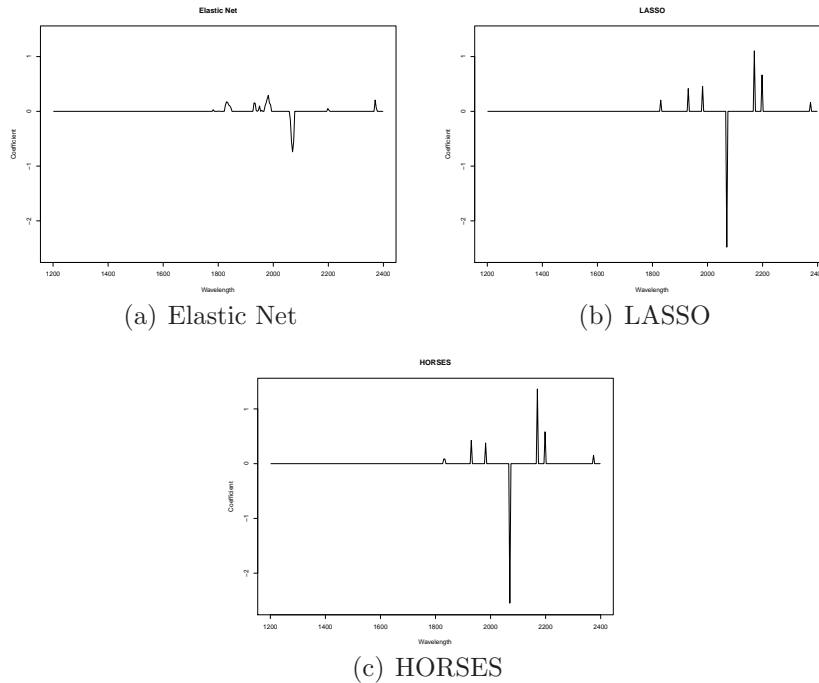 Elastic Net
Coefficient
1
0
−1
−2
1200 1400 1600 1800 2000 2200 2400
Wavelength
(a) Elastic Net
LASSO
Coefficient
1
0
−1
−2
1200 1400 1600 1800 2000 2200 2400
Wavelength
(b) LASSO
HORSES
Coefficient
1
0
−1
−2
1200 1400 1600 1800 2000 2200 2400
Wavelength
(c) HORSES